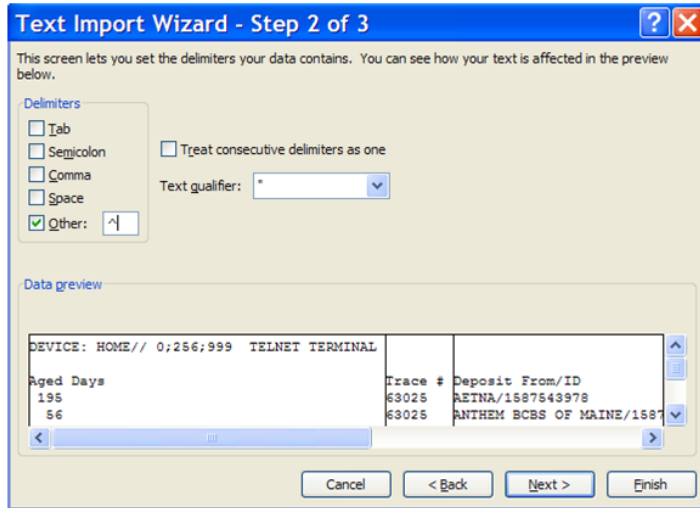 Text Import Wizard - Step 2 of 3
This screen lets you set the delimiters your data contains. You can see how your text is affected in the preview
below.
Delimiters
Tab
Semicolon
Comma
Space
Other: ^
Treat consecutive delimiters as one
Text qualifier: "
Data preview
DEVICE: HOME// 0;256;999 TELNET TERMINAL
Aged Days Trace # Deposit From/ID
195 63025 AETNA/1587543978
56 63025 ANTHEM BCBS OF MAINE/1587
Cancel < Back Next > Finish